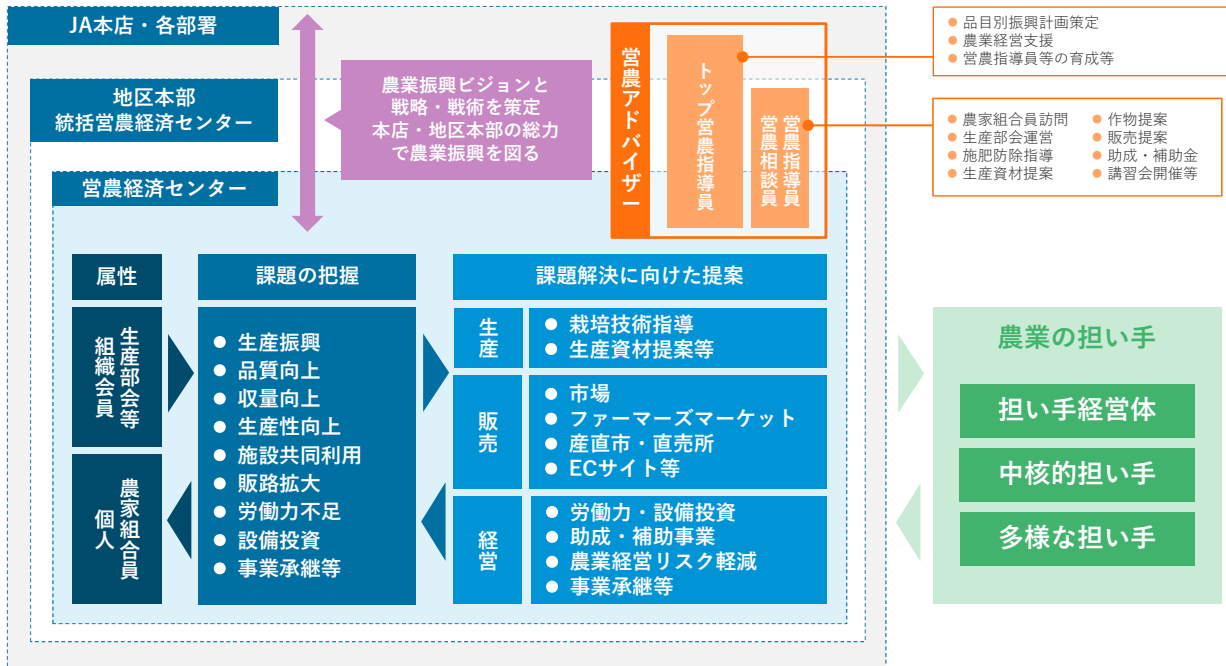 JA本店・各部署
地区本部
統括営農経済センター
営農経済センター
農業振興ビジョンと
戦略・戦術を策定
本店・地区本部の総力
で農業振興を図る
営農アドバイザー
トップ営農指導員
営農指導員
営農相談員
● 品目別振興計画策定
● 農業経営支援
● 営農指導員等の育成等
● 農家組合員訪問
● 生産部会運営
● 施肥防除指導
● 生産資材提案
● 作物提案
● 販売提案
● 助成・補助金
● 講習会開催等
属性
生産部会等
組織会員
農家組合員
個人
課題の把握
● 生産振興
● 品質向上
● 収量向上
● 生産性向上
● 施設共同利用
● 販路拡大
● 労働力不足
● 設備投資
● 事業承継等
課題解決に向けた提案
生産
● 栽培技術指導
● 生産資材提案等
販売
● 市場
● ファーマーズマーケット
● 産直市・直売所
● ECサイト等
経営
● 労働力・設備投資
● 助成・補助事業
● 農業経営リスク軽減
● 事業承継等
農業の担い手
担い手経営体
中核的担い手
多様な担い手